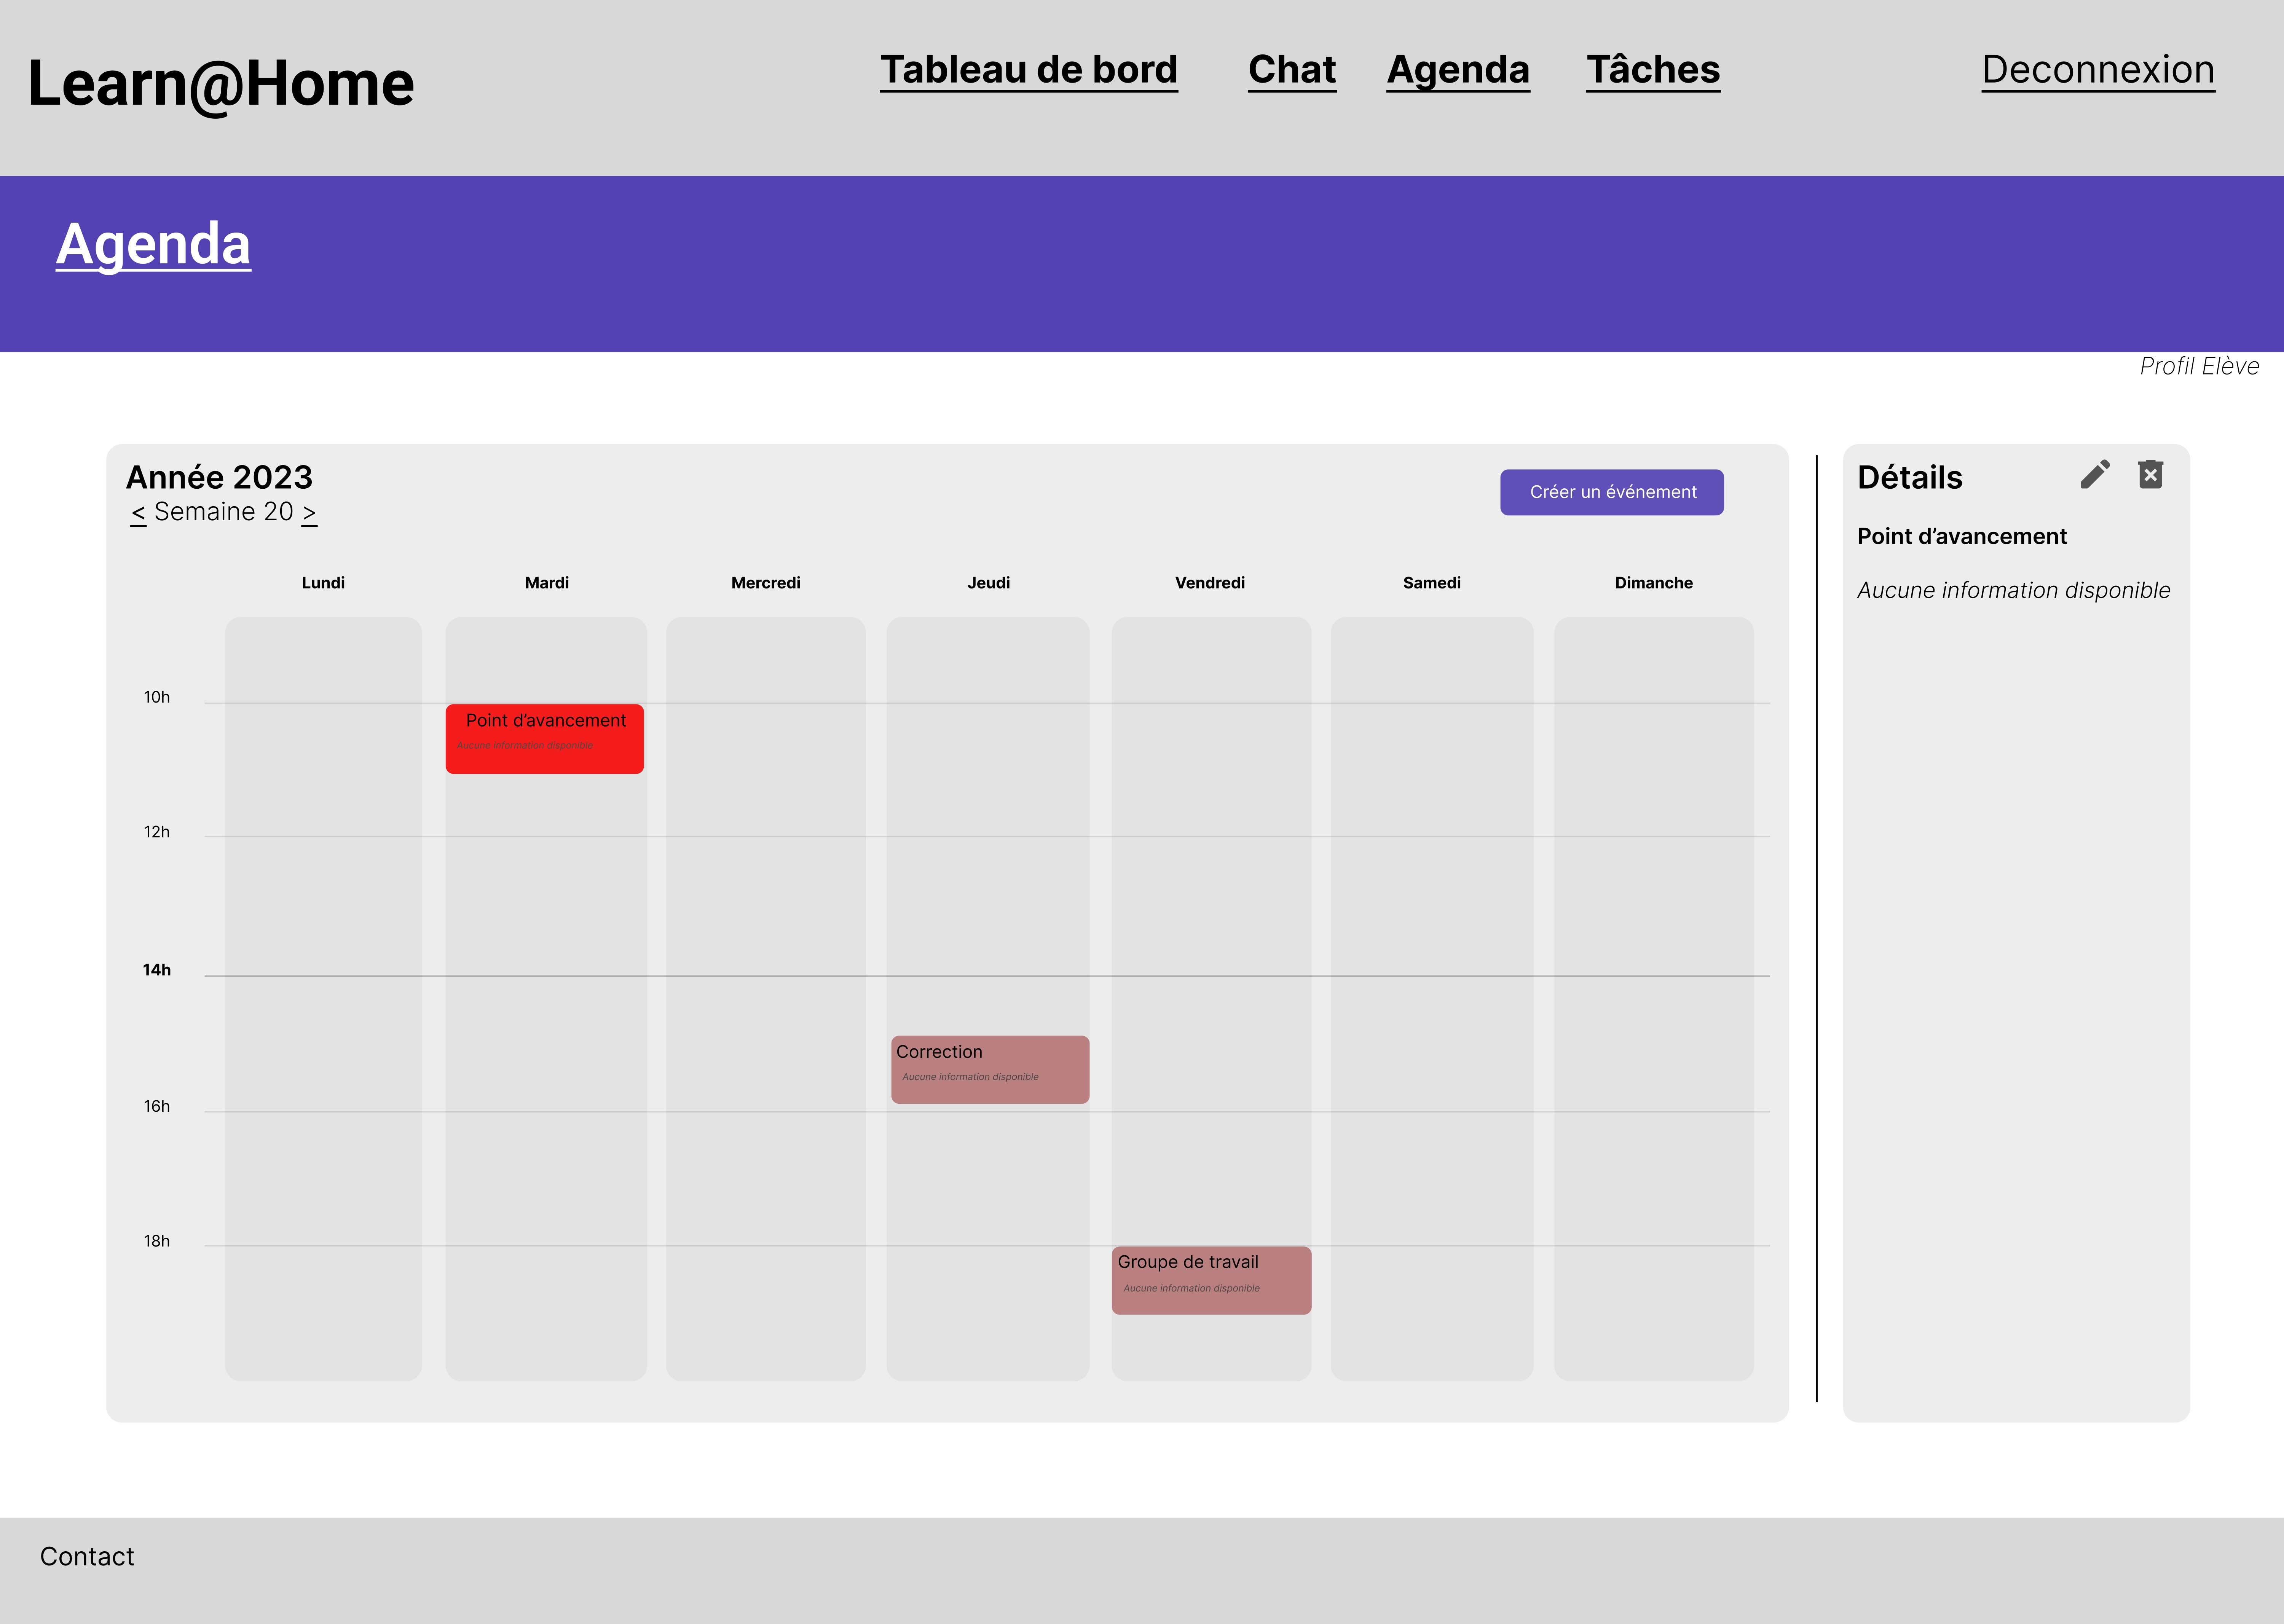 Learn@Home
Tableau de bord Chat Agenda Tâches Deconnexion
Agenda
Profil Elève
Année 2023
< Semaine 20 >
Créer un événement
Lundi Mardi Mercredi Jeudi Vendredi Samedi Dimanche
10h
Point d’avancement
Aucune information disponible
12h
14h
Correction
Aucune information disponible
16h
18h
Groupe de travail
Aucune information disponible
Détails
Point d’avancement
Aucune information disponible
Contact